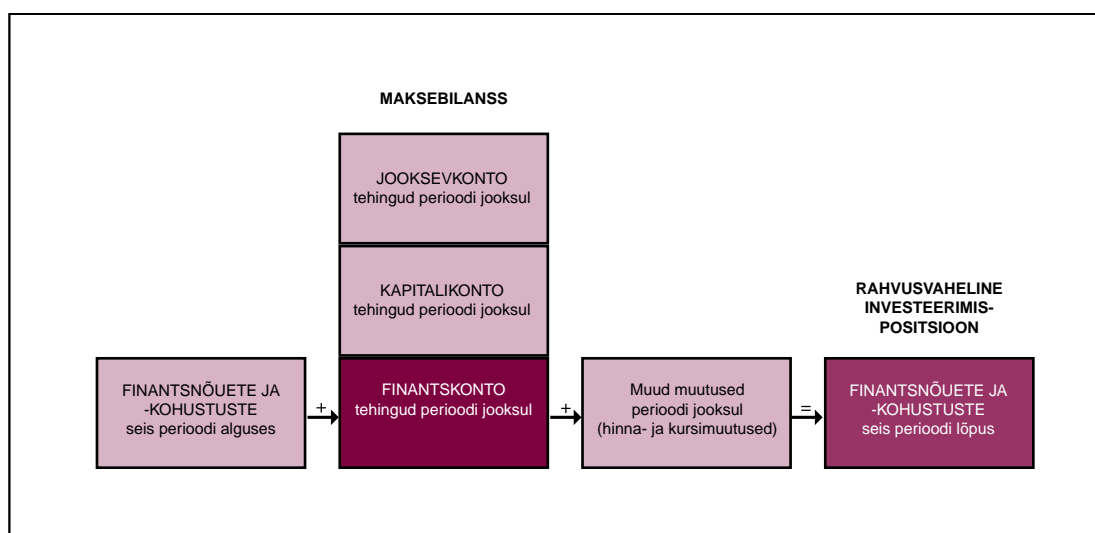 MAKSEBILANSS
JOOKSEVKONTO
tehingud perioodi jooksul
KAPITALIKONTO
tehingud perioodi jooksul
RAHVUSVAHELINE
INVESTEERIMIS-
POSITSIOON
FINANTSNÕUETE JA
-KOHUSTUSTE
seis perioodi alguses
+
FINANTSKONTO
tehingud perioodi jooksul
+
Muud muutused
perioodi jooksul
(hinna- ja kursimuutused)
=
FINANTSNÕUETE JA
-KOHUSTUSTE
seis perioodi lõpus